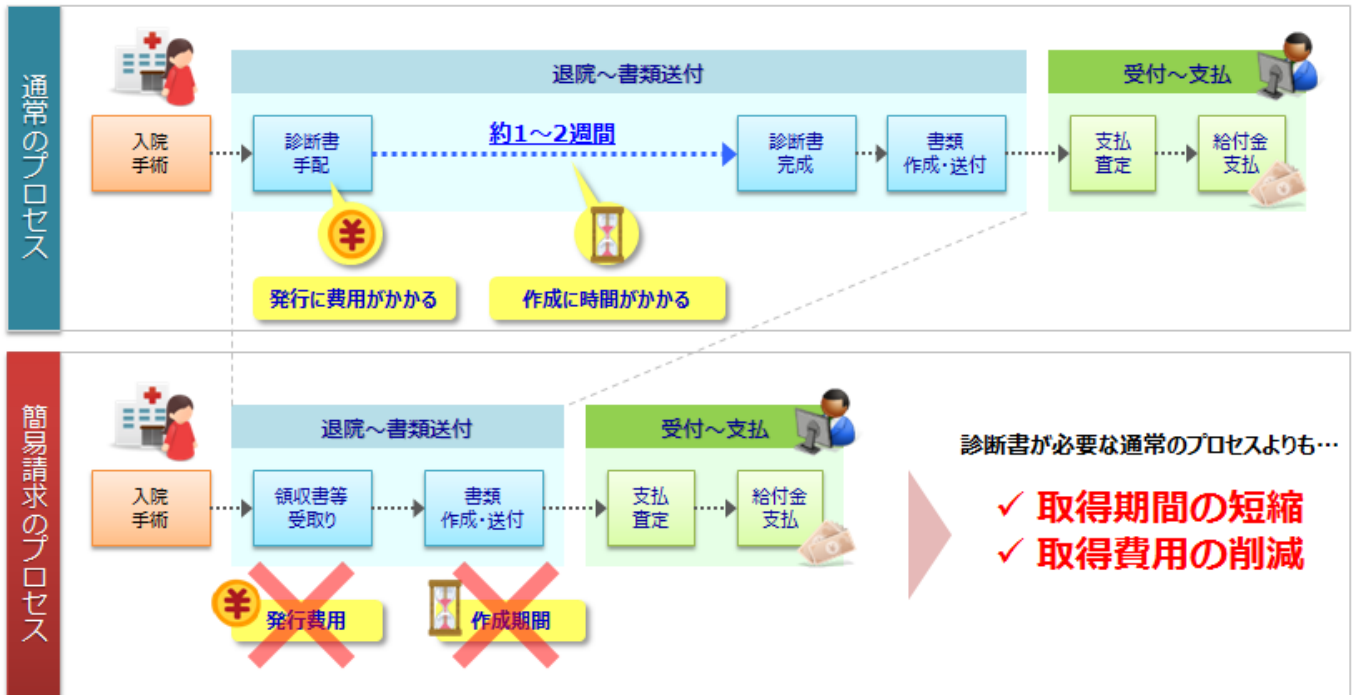 通常のプロセス
退院～書類送付
受付～支払
入院
手術
診断書
手配
約1～2週間
診断書
完成
書類
作成・送付
支払
査定
給付金
支払
¥
発行に費用がかかる
作成に時間がかかる
簡易請求のプロセス
退院～書類送付
受付～支払
入院
手術
領収書等
受取り
書類
作成・送付
支払
査定
給付金
支払
¥
発行費用
作成期間
診断書が必要な通常のプロセスよりも…
✓ 取得期間の短縮
✓ 取得費用の削減